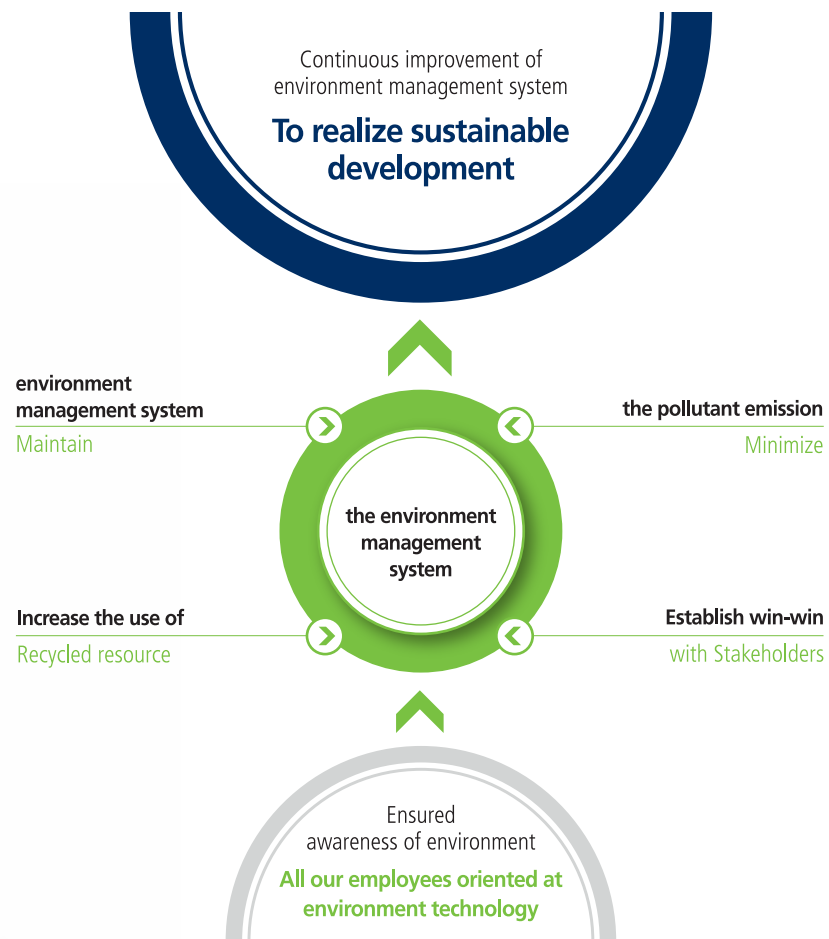 Continuous improvement of
environment management system
To realize sustainable
development
environment
management system
Maintain
the pollutant emission
Minimize
the environment
management
system
Increase the use of
Recycled resource
Establish win-win
with Stakeholders
Ensured
awareness of environment
All our employees oriented at
environment technology